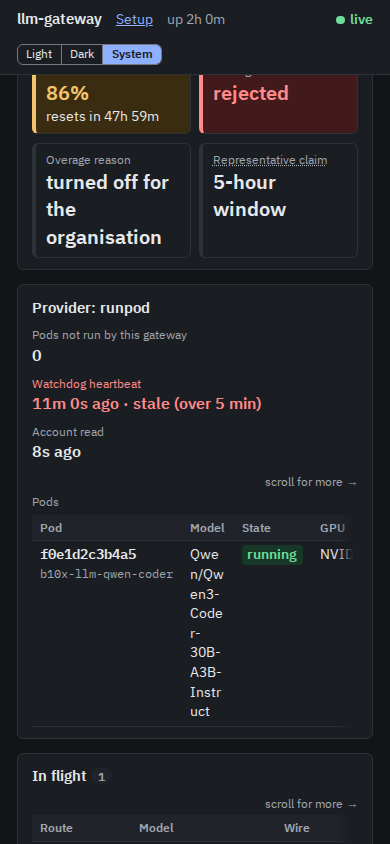 llm-gateway Setup up 2h 0m live
Light Dark System
86% rejected
resets in 47h 59m
Overage reason Representative claim
turned off for 5-hour
the window
organisation
Provider: runpod
Pods not run by this gateway
0
Watchdog heartbeat
11m 0s ago · stale (over 5 min)
Account read
8s ago
scroll for more →
Pods
Pod Model State GPU
f0e1d2c3b4a5 Qwe running NVID
b10x-llm-qwen-coder n/Qw
en3-
Code
r-
30B-
A3B-
Instr
uct
In flight 1
scroll for more →
Route Model Wire